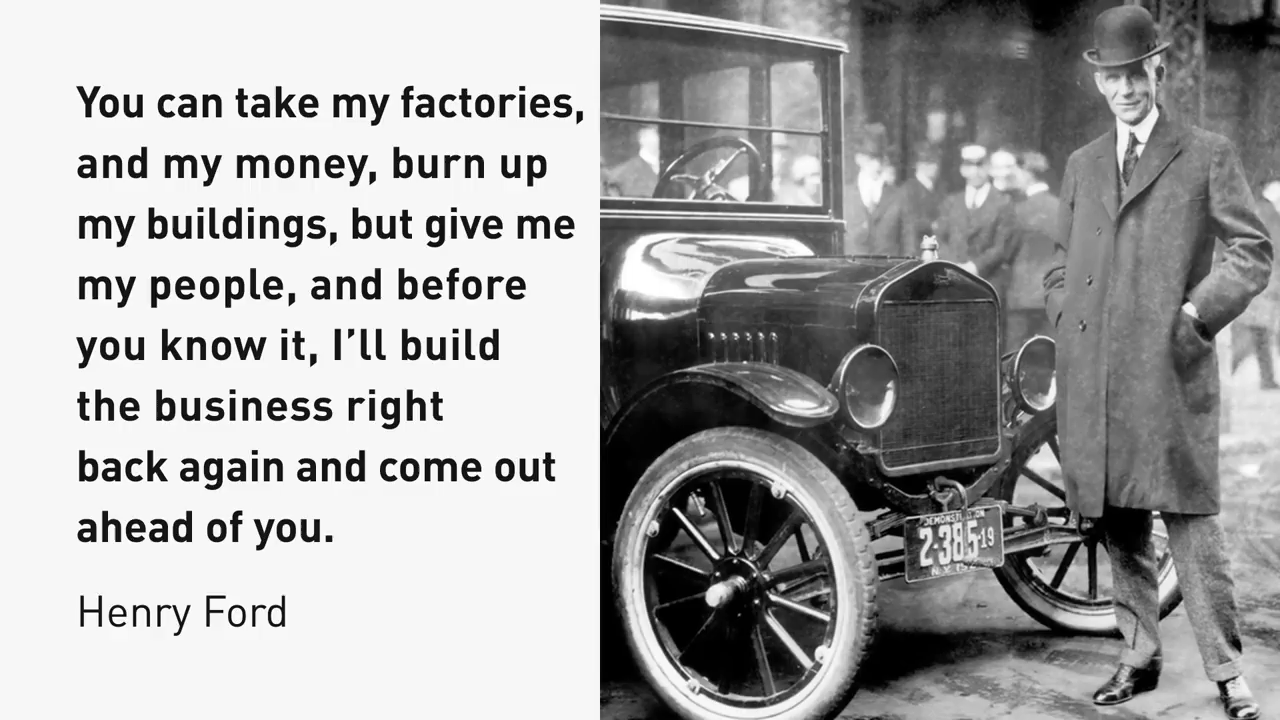 You can take my factories,
and my money, burn up
my buildings, but give me
my people, and before
you know it, I’ll build
the business right
back again and come out
ahead of you.
Henry Ford
2-385-19